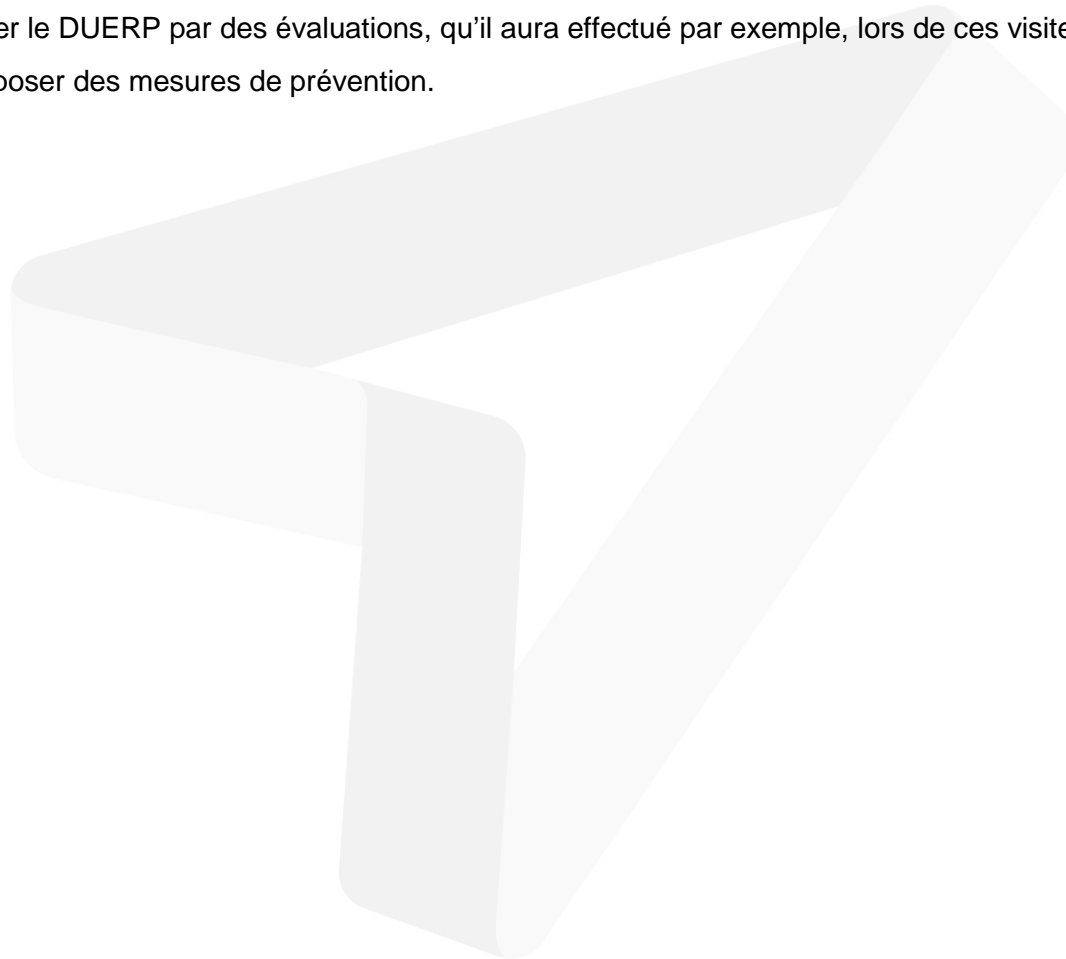 er le DUERP par des évaluations, qu'il aura effectué par exemple, lors de ces visite
poser des mesures de prévention.